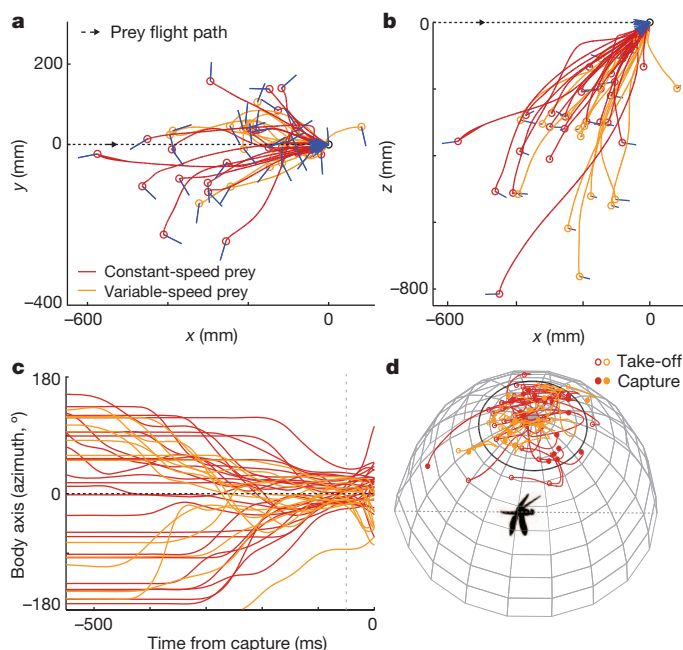 a
Prey flight path
200
0
−400
y (mm)
−600
0
x (mm)
Constant-speed prey
Variable-speed prey
b
0
−800
z (mm)
−600
0
x (mm)
c
180
0
−180
Body axis (azimuth, °)
−500
0
Time from capture (ms)
d
Take-off
Capture